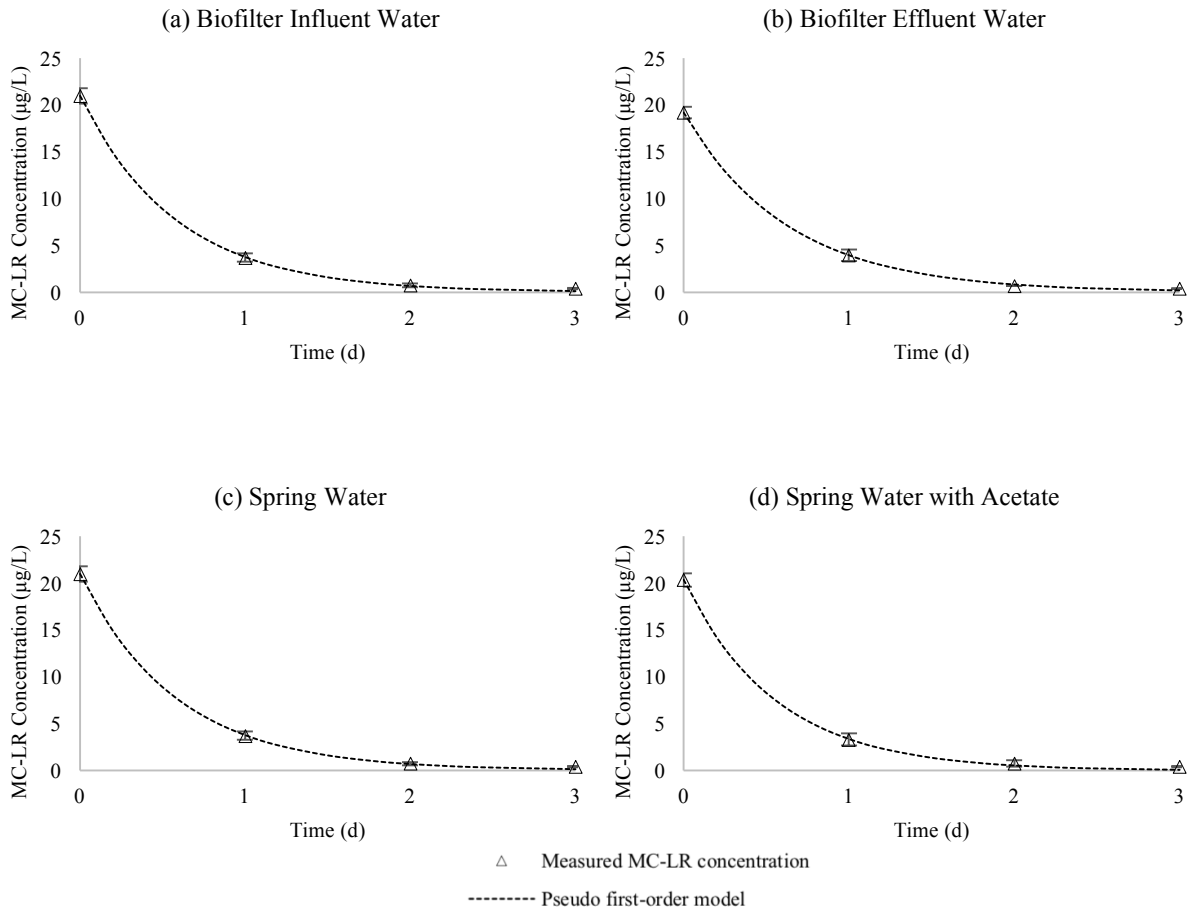 (a) Biofilter Influent Water
MC-LR Concentration (µg/L)
25
20
15
10
5
0
0 1 2 3
Time (d)
(b) Biofilter Effluent Water
MC-LR Concentration (µg/L)
25
20
15
10
5
0
0 1 2 3
Time (d)
(c) Spring Water
MC-LR Concentration (µg/L)
25
20
15
10
5
0
0 1 2 3
Time (d)
(d) Spring Water with Acetate
MC-LR Concentration (µg/L)
25
20
15
10
5
0
0 1 2 3
Time (d)
Measured MC-LR concentration
Pseudo first-order model